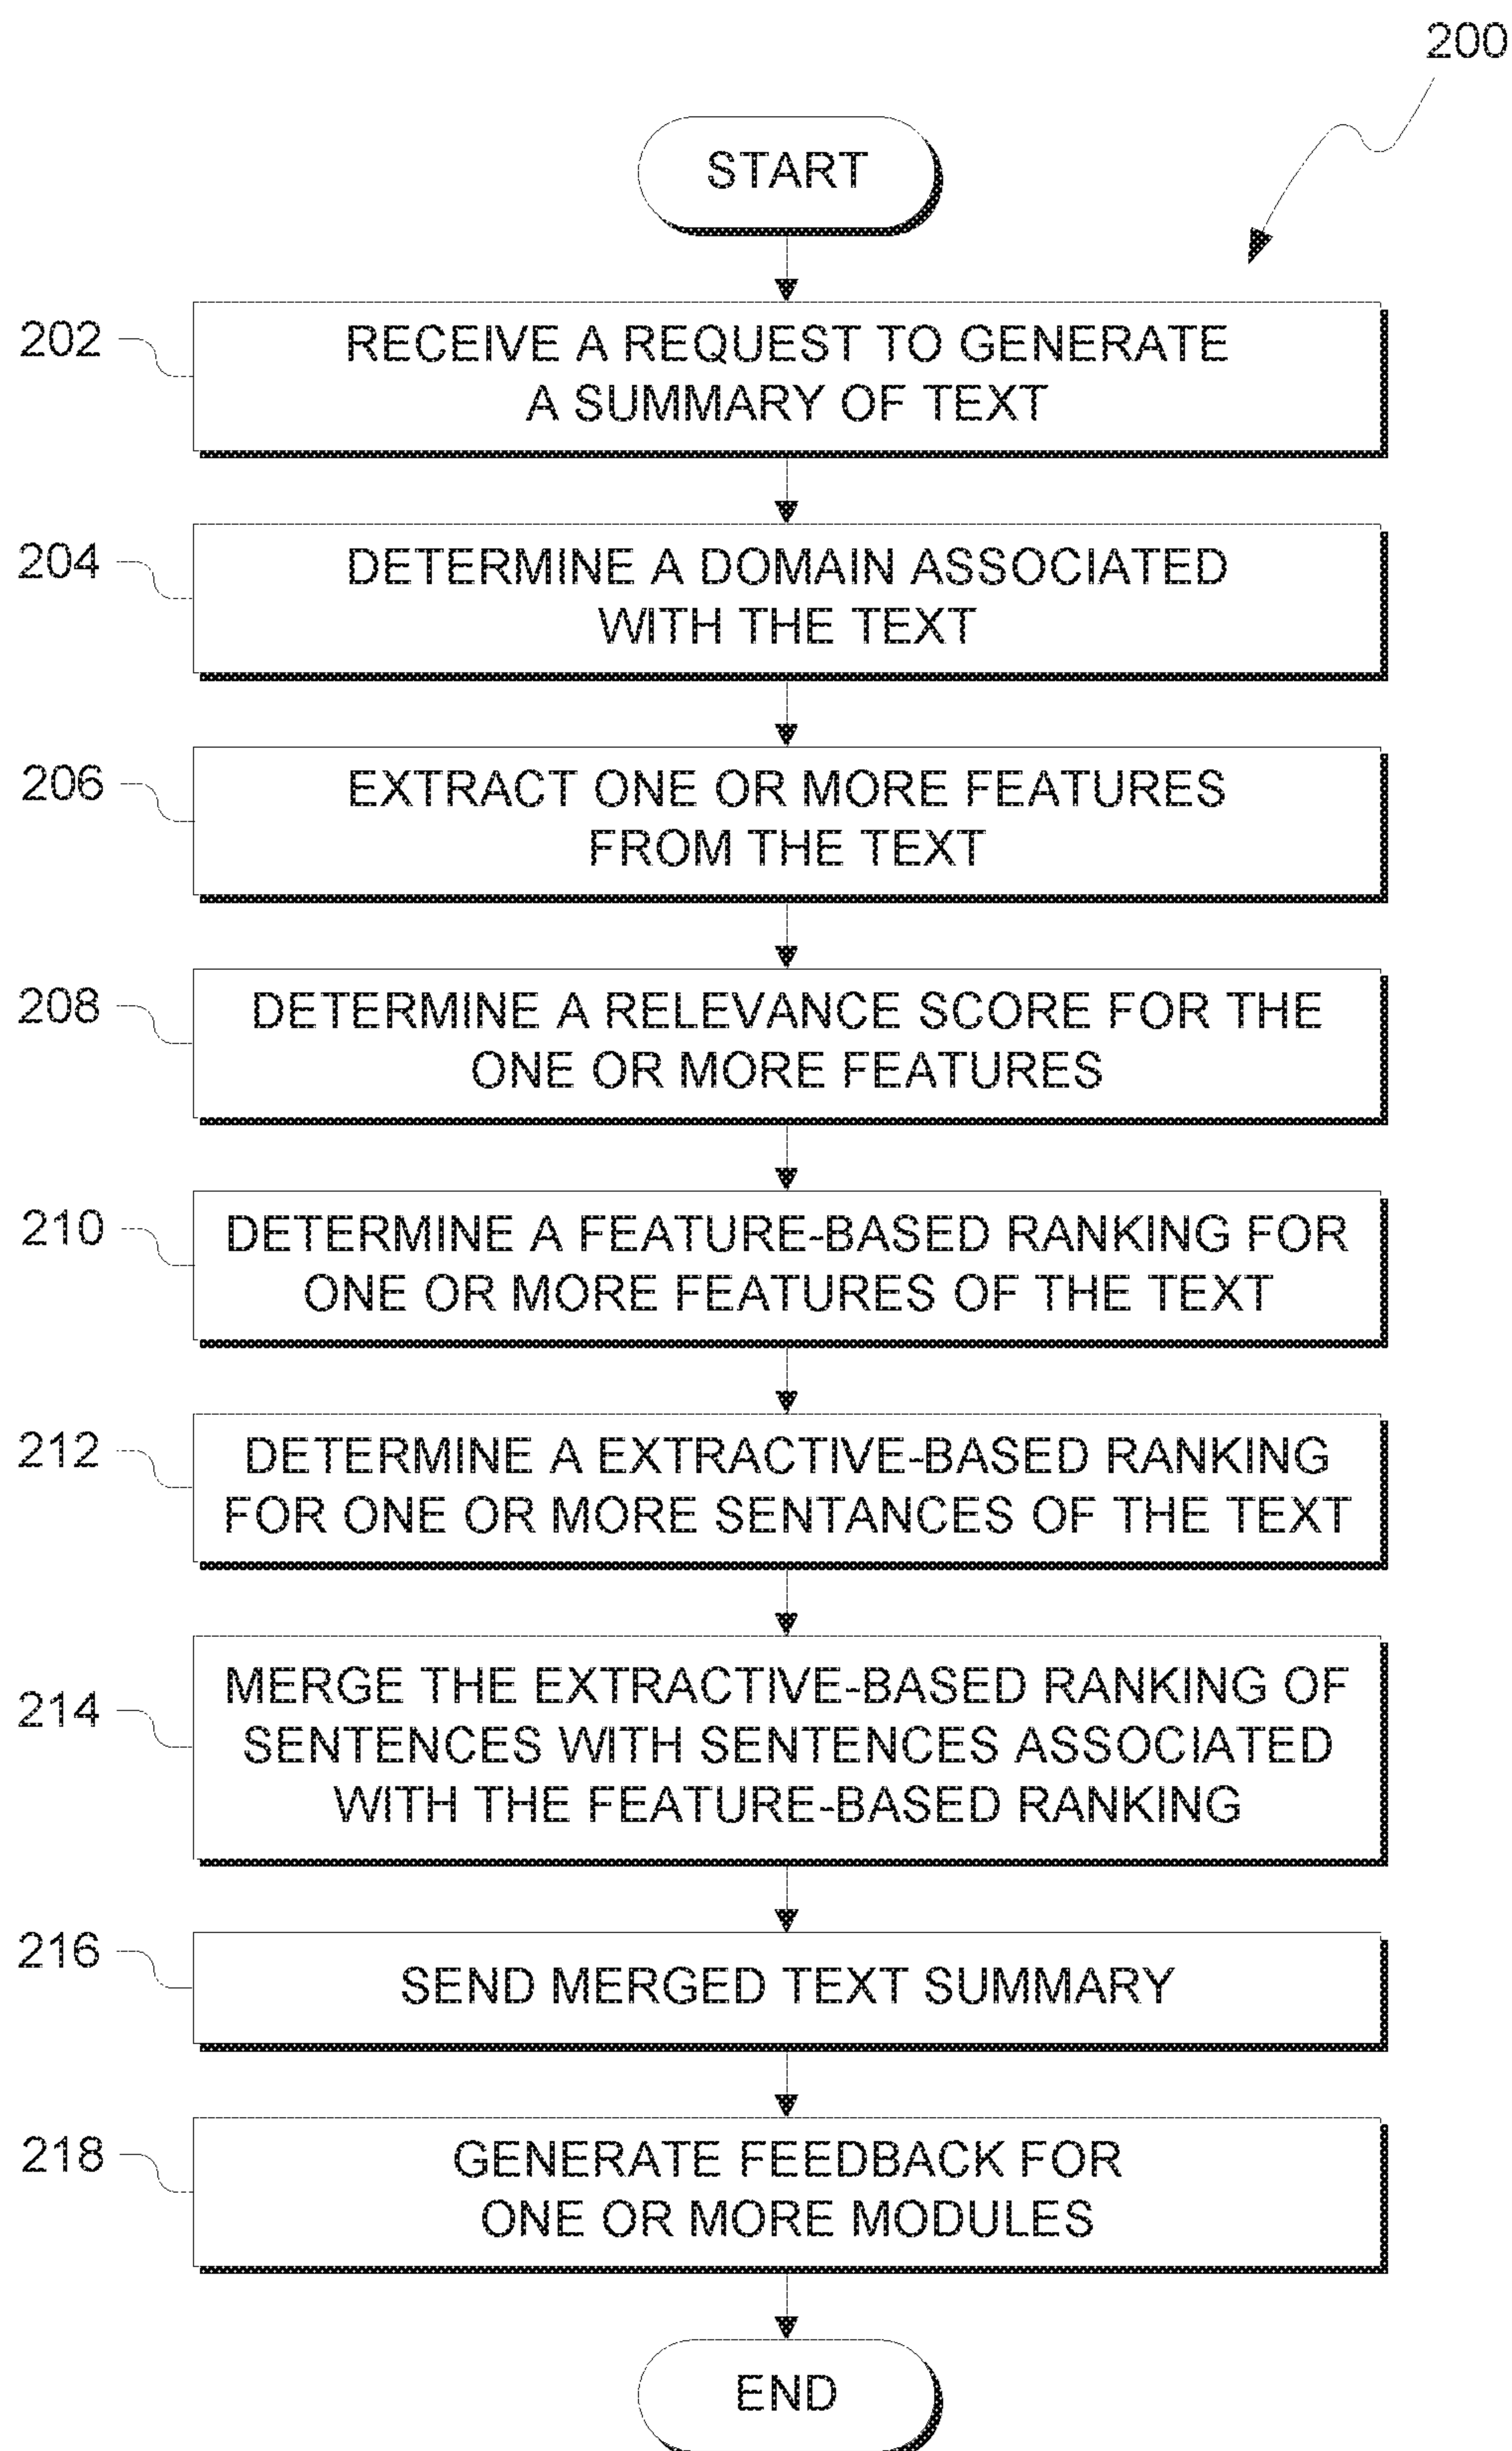 200
START
202
RECEIVE A REQUEST TO GENERATE
A SUMMARY OF TEXT
204
DETERMINE A DOMAIN ASSOCIATED
WITH THE TEXT
206
EXTRACT ONE OR MORE FEATURES
FROM THE TEXT
208
DETERMINE A RELEVANCE SCORE FOR THE
ONE OR MORE FEATURES
210
DETERMINE A FEATURE-BASED RANKING FOR
ONE OR MORE FEATURES OF THE TEXT
212
DETERMINE A EXTRACTIVE-BASED RANKING
FOR ONE OR MORE SENTANCES OF THE TEXT
214
MERGE THE EXTRACTIVE-BASED RANKING OF
SENTENCES WITH SENTENCES ASSOCIATED
WITH THE FEATURE-BASED RANKING
216
SEND MERGED TEXT SUMMARY
218
GENERATE FEEDBACK FOR
ONE OR MORE MODULES
END